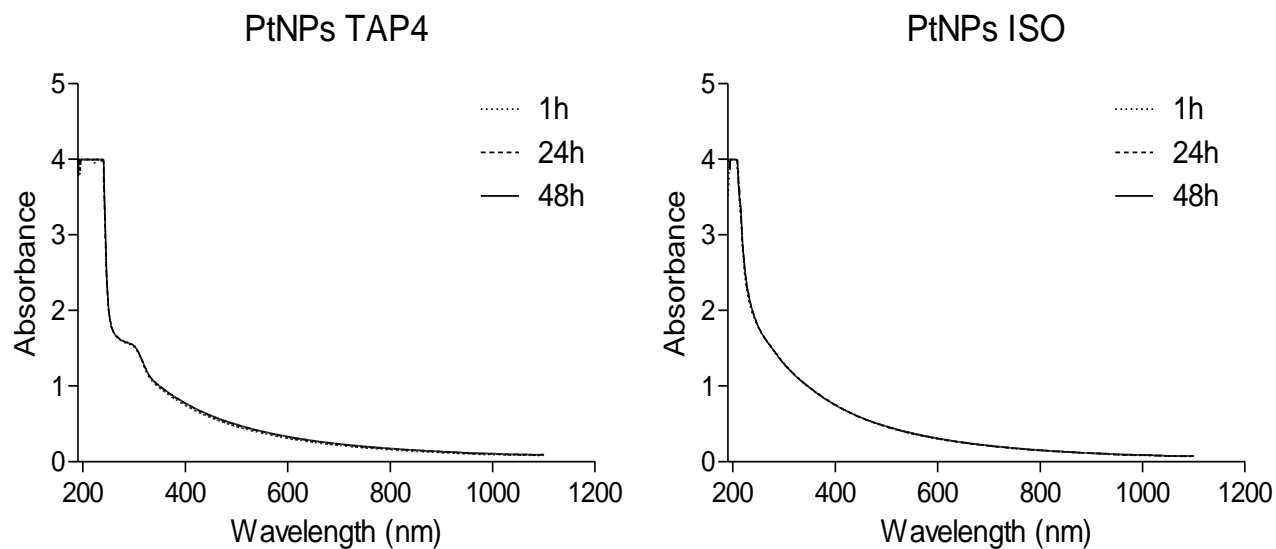 PtNPs TAP4
5
4
3
2
1
0
Absorbance
1h
24h
48h
200 400 600 800 1000 1200
Wavelength (nm)
PtNPs ISO
5
4
3
2
1
0
Absorbance
1h
24h
48h
200 400 600 800 1000 1200
Wavelength (nm)